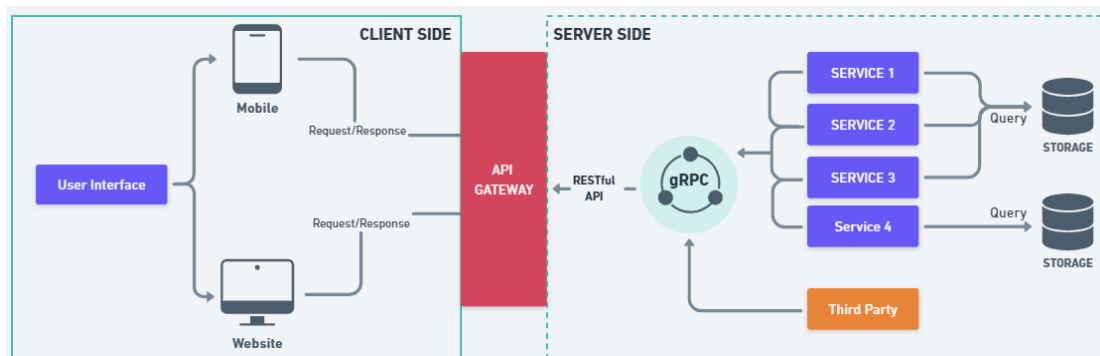 CLIENT SIDE
SERVER SIDE
Mobile
Request/Response
User Interface
Request/Response
Website
API
GATEWAY
RESTful
API
gRPC
SERVICE 1
SERVICE 2
SERVICE 3
Service 4
Third Party
Query
STORAGE
Query
STORAGE